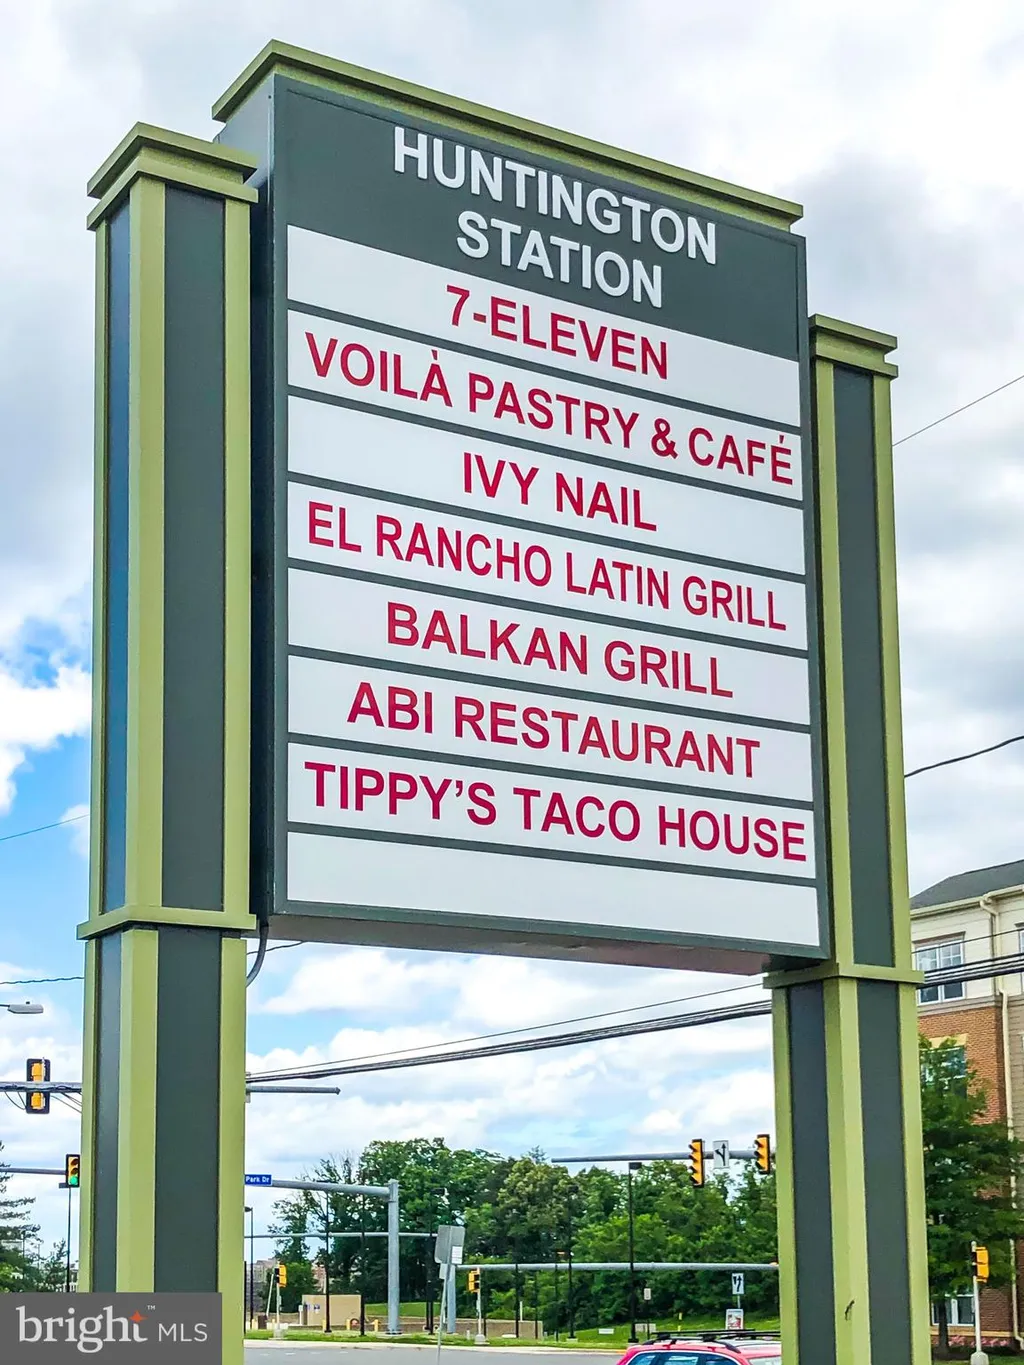 HUNTINGTON
STATION
7-ELEVEN
VOILÀ PASTRY & CAFÉ
IVY NAIL
EL RANCHO LATIN GRILL
BALKAN GRILL
ABI RESTAURANT
TIPPY'S TACO HOUSE
Park Dr
bright™ MLS